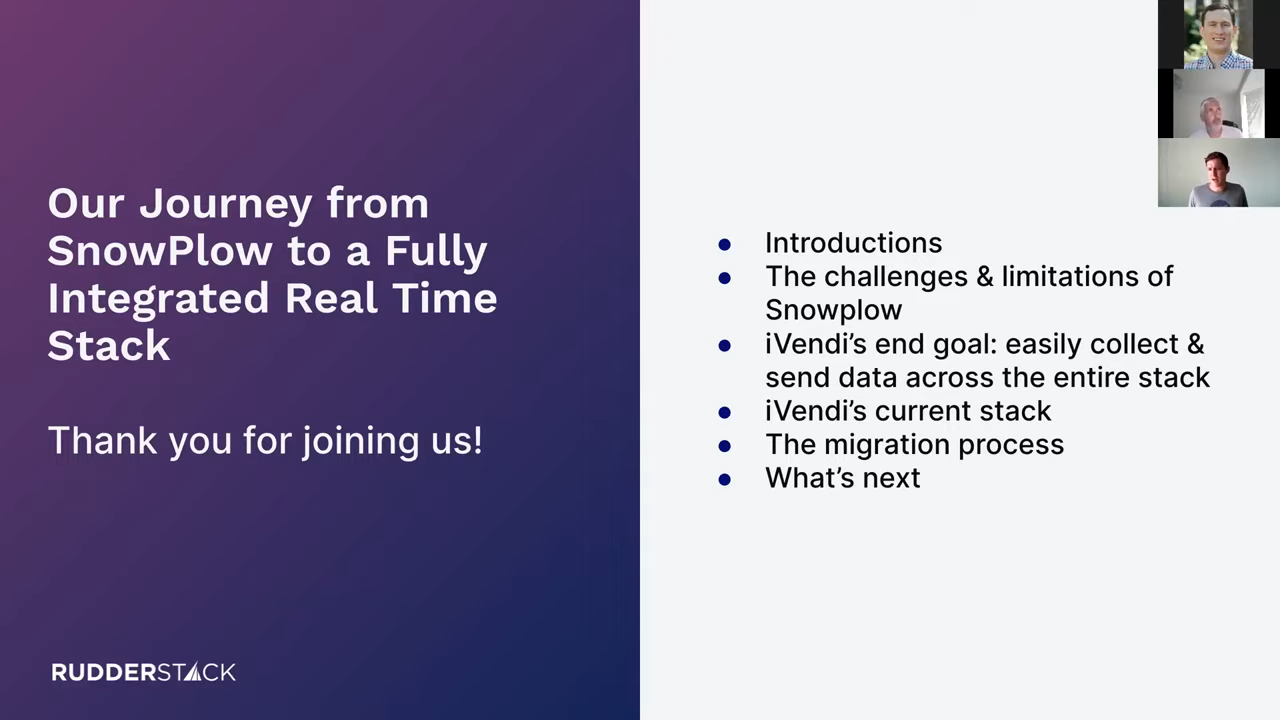 Our Journey from
SnowPlow to a Fully
Integrated Real Time
Stack
Thank you for joining us!
RUDDERSTACK
● Introductions
● The challenges & limitations of
Snowplow
● iVendi’s end goal: easily collect &
send data across the entire stack
● iVendi’s current stack
● The migration process
● What’s next